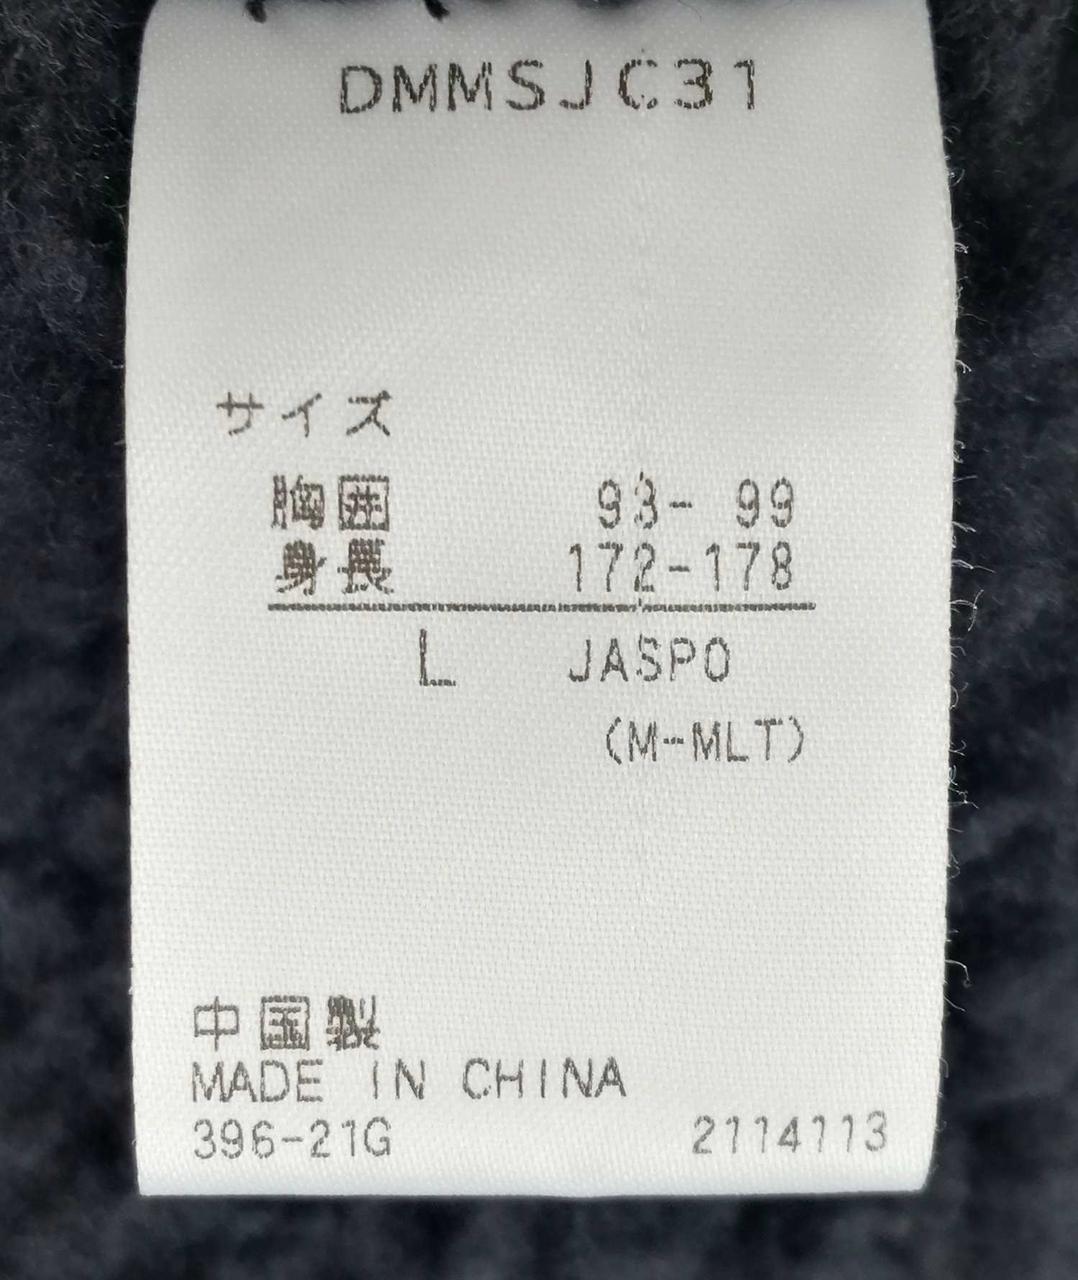 DMMSJC31
サイズ
胸囲 93- 99
身長 172-178
L JASPO
(M-MLT)
中国製
MADE IN CHINA
396-21G 2114113